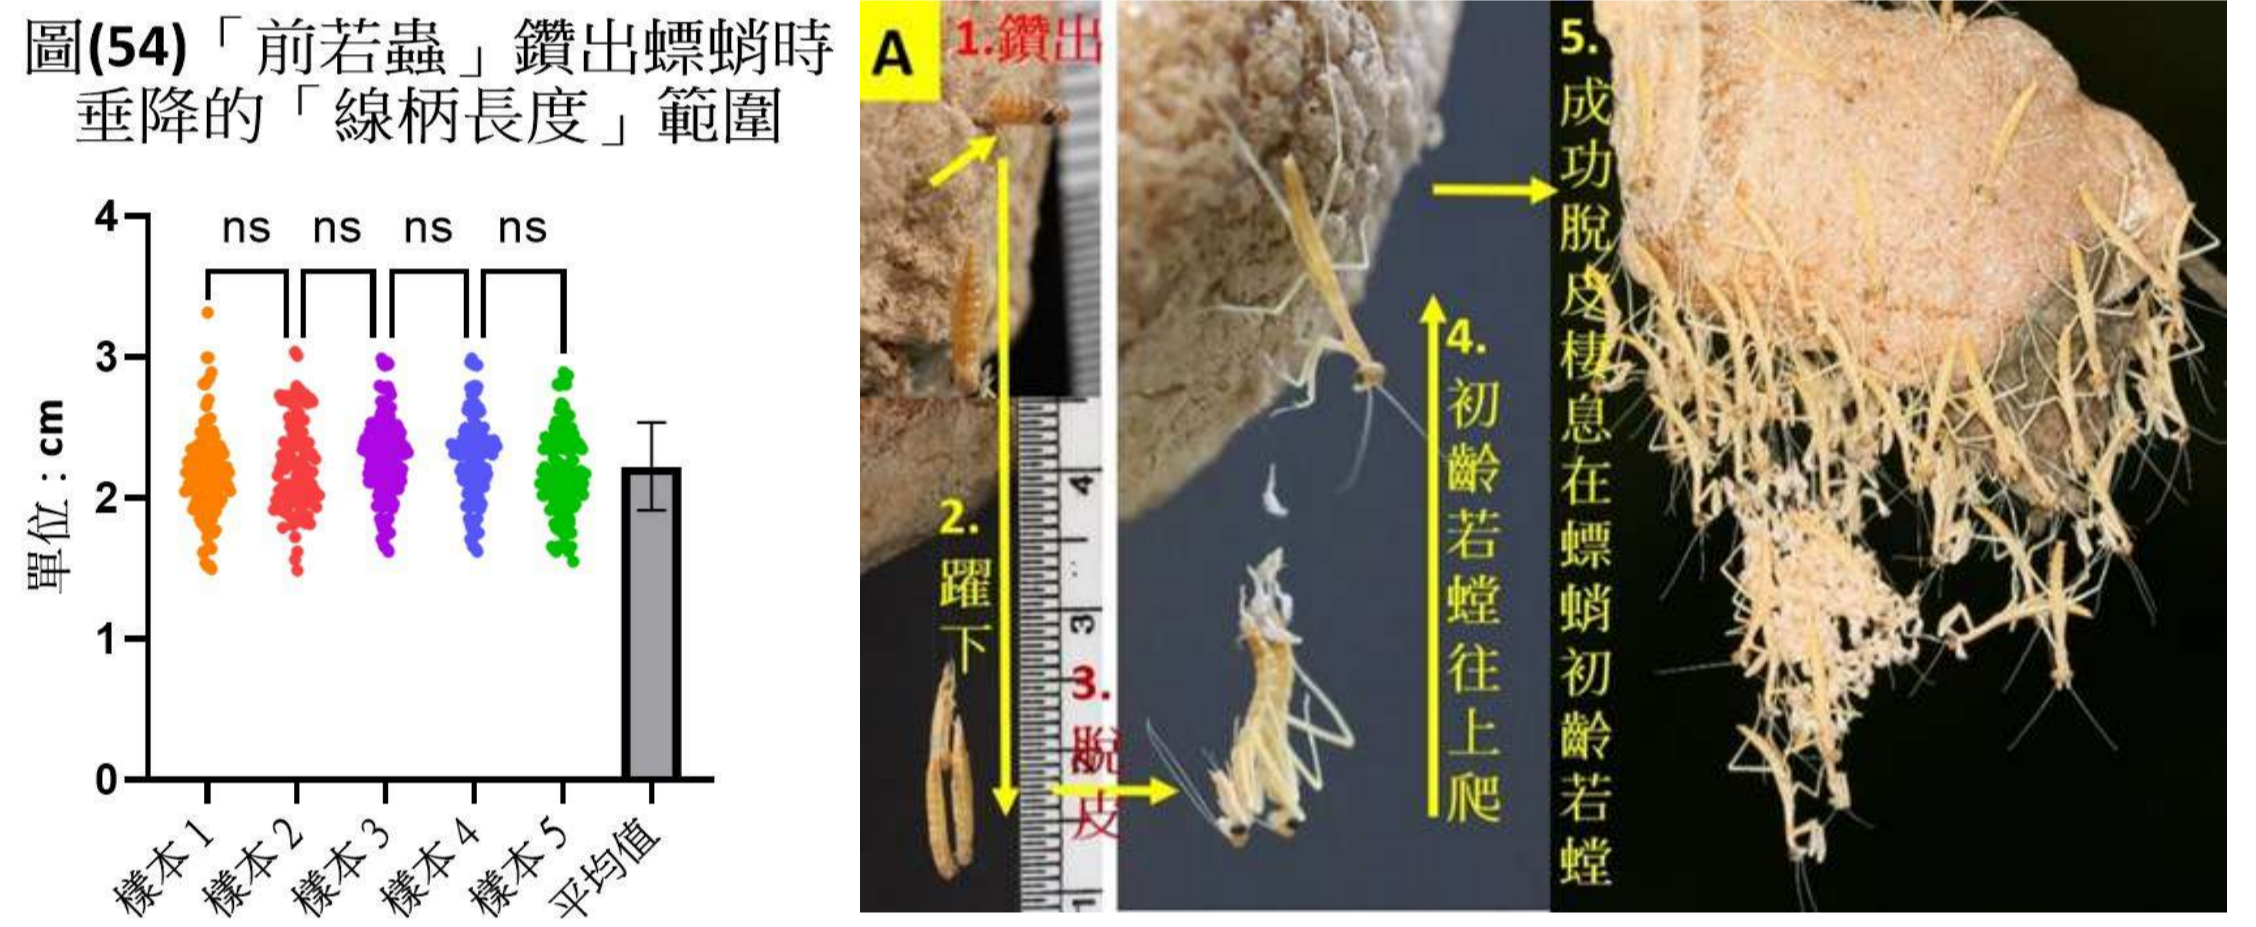 圖(54)「前若蟲」鑽出螵蛸時
垂降的「線柄長度」範圍
單位：cm
4
3
2
1
0
ns
ns
ns
ns
樣本1
樣本2
樣本3
樣本4
樣本5
平均值
A
1.鑽出
2.躍下
3.脫皮
4
3
1
4.初齡若螳往上爬
5.成功脫皮棲息在螵蛸初齡若螳